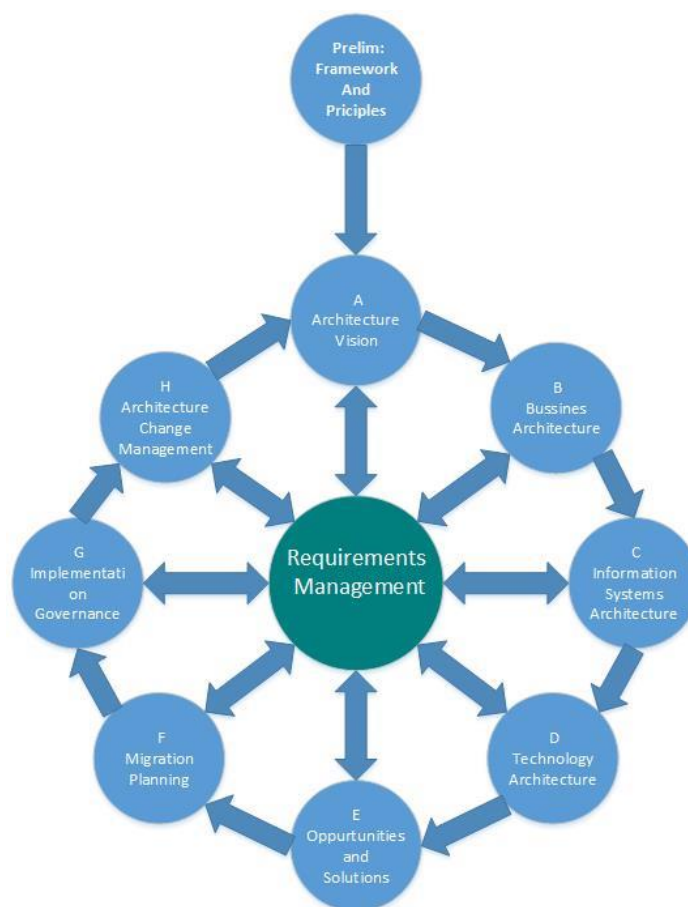 Prelim:
Framework
And
Priciples
A
Architecture
Vision
B
Bussines
Architecture
C
Information
Systems
Architecture
D
Technology
Architecture
E
Oppurtunities
and
Solutions
F
Migration
Planning
G
Implementati
on
Governance
H
Architecture
Change
Management
Requirements
Management